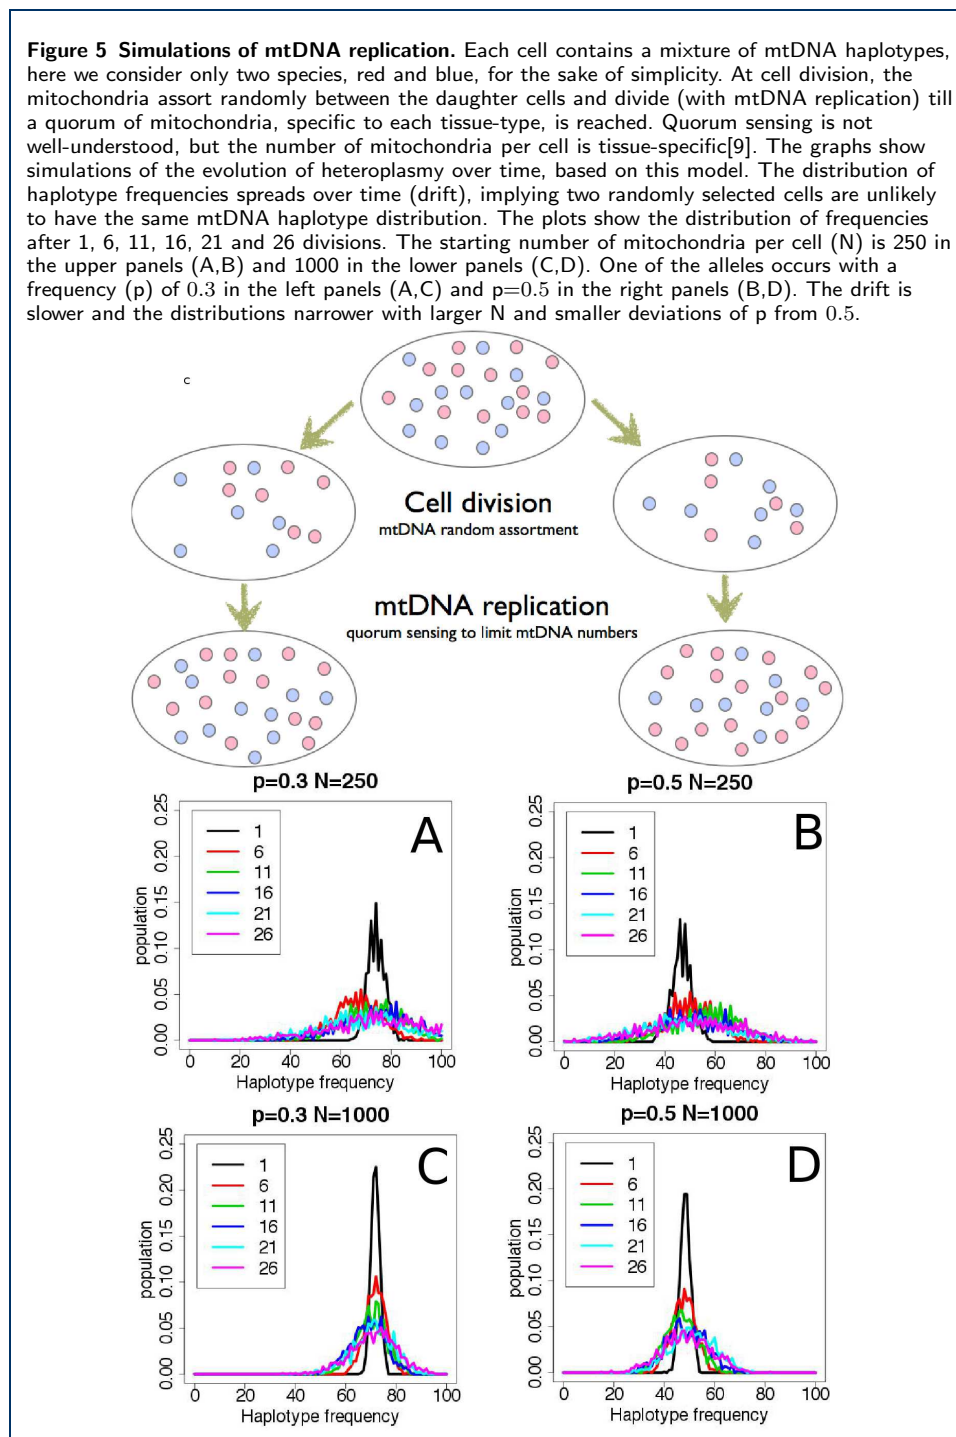 Figure 5 Simulations of mtDNA replication. Each cell contains a mixture of mtDNA haplotypes,
here we consider only two species, red and blue, for the sake of simplicity. At cell division, the
mitochondria assort randomly between the daughter cells and divide (with mtDNA replication) till
a quorum of mitochondria, specific to each tissue-type, is reached. Quorum sensing is not
well-understood, but the number of mitochondria per cell is tissue-specific[9]. The graphs show
simulations of the evolution of heteroplasmy over time, based on this model. The distribution of
haplotype frequencies spreads over time (drift), implying two randomly selected cells are unlikely
to have the same mtDNA haplotype distribution. The plots show the distribution of frequencies
after 1, 6, 11, 16, 21 and 26 divisions. The starting number of mitochondria per cell (N) is 250 in
the upper panels (A,B) and 1000 in the lower panels (C,D). One of the alleles occurs with a
frequency (p) of 0.3 in the left panels (A,C) and p=0.5 in the right panels (B,D). The drift is
slower and the distributions narrower with larger N and smaller deviations of p from 0.5.
c
Cell division
mtDNA random assortment
mtDNA replication
quorum sensing to limit mtDNA numbers
p=0.3 N=250
A
1
6
11
16
21
26
population
0.00 0.05 0.10 0.15 0.20 0.25
0 20 40 60 80 100
Haplotype frequency
p=0.5 N=250
B
1
6
11
16
21
26
population
0.00 0.05 0.10 0.15 0.20 0.25
0 20 40 60 80 100
Haplotype frequency
p=0.3 N=1000
C
1
6
11
16
21
26
population
0.00 0.05 0.10 0.15 0.20 0.25
0 20 40 60 80 100
Haplotype frequency
p=0.5 N=1000
D
1
6
11
16
21
26
population
0.00 0.05 0.10 0.15 0.20 0.25
0 20 40 60 80 100
Haplotype frequency